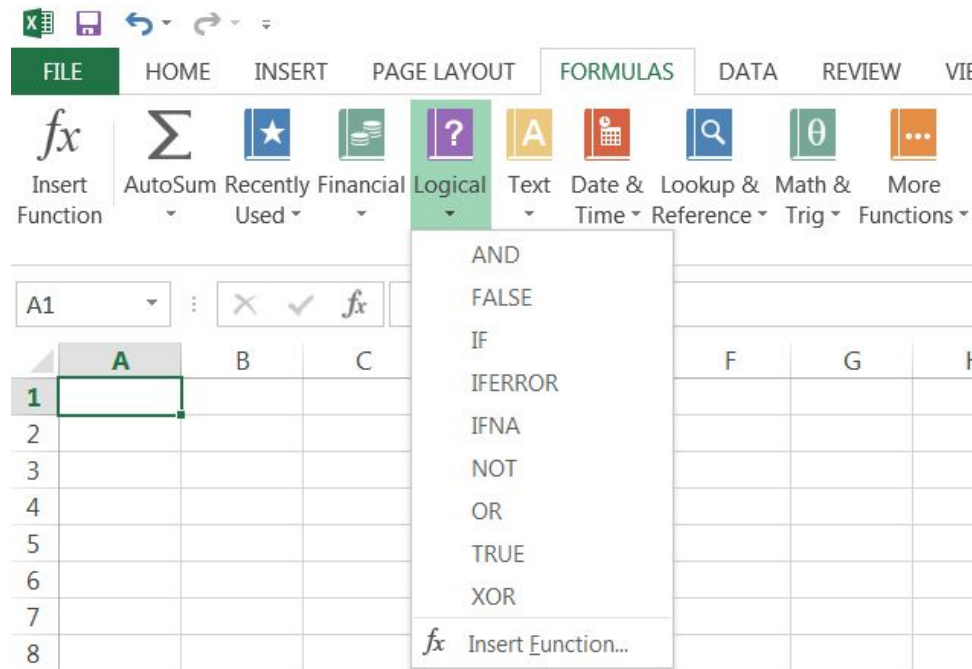 FILE HOME INSERT PAGE LAYOUT FORMULAS DATA REVIEW
fx Σ ? A θ
Insert AutoSum Recently Financial Logical Text Date & Lookup & Math & More
Function Used Time Reference Trig Functions
A1 fx
AND
FALSE
IF
IFERROR
IFNA
NOT
OR
TRUE
XOR
fx Insert Function...
A B C F G
1
2
3
4
5
6
7
8